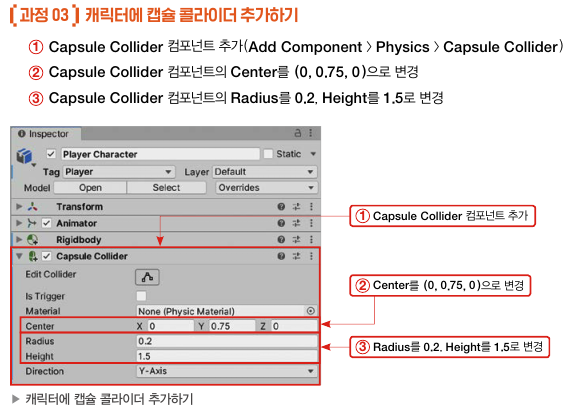 [과정 03] 캐릭터에 캡슐 콜라이더 추가하기
① Capsule Collider 컴포넌트 추가(Add Component > Physics > Capsule Collider)
② Capsule Collider 컴포넌트의 Center를 (0, 0.75, 0)으로 변경
③ Capsule Collider 컴포넌트의 Radius를 0.2, Height를 1.5로 변경
Inspector
Player Character Static
Tag Player Layer Default
Model Open Select Overrides
Transform
Animator
Rigidbody
Capsule Collider
Edit Collider
Is Trigger
Material None (Physic Material)
Center X 0 Y 0.75 Z 0
Radius 0.2
Height 1.5
Direction Y-Axis
① Capsule Collider 컴포넌트 추가
② Center를 (0, 0.75, 0)으로 변경
③ Radius를 0.2, Height를 1.5로 변경
▶ 캐릭터에 캡슐 콜라이더 추가하기